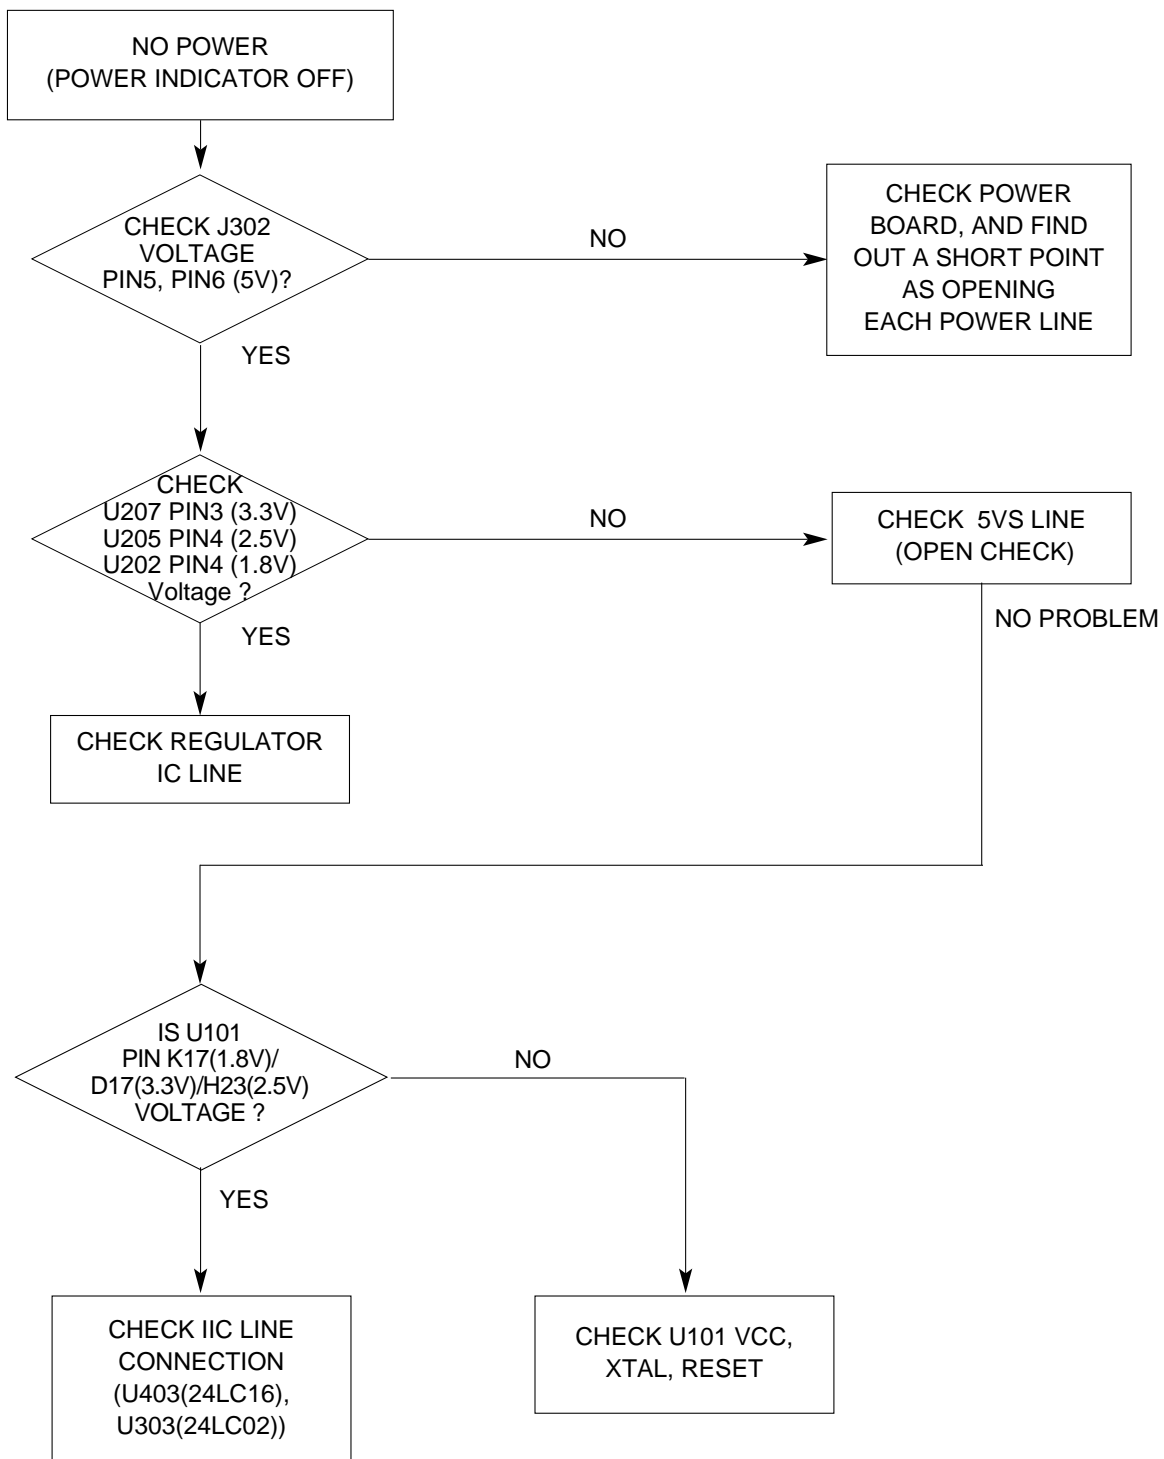 NO POWER
(POWER INDICATOR OFF)
CHECK J302
VOLTAGE
PIN5, PIN6 (5V)?
NO
CHECK POWER
BOARD, AND FIND
OUT A SHORT POINT
AS OPENING
EACH POWER LINE
YES
CHECK
U207 PIN3 (3.3V)
U205 PIN4 (2.5V)
U202 PIN4 (1.8V)
Voltage ?
NO
CHECK 5VS LINE
(OPEN CHECK)
YES
NO PROBLEM
CHECK REGULATOR
IC LINE
IS U101
PIN K17(1.8V)/
D17(3.3V)/H23(2.5V)
VOLTAGE ?
NO
YES
CHECK IIC LINE
CONNECTION
(U403(24LC16),
U303(24LC02))
CHECK U101 VCC,
XTAL, RESET